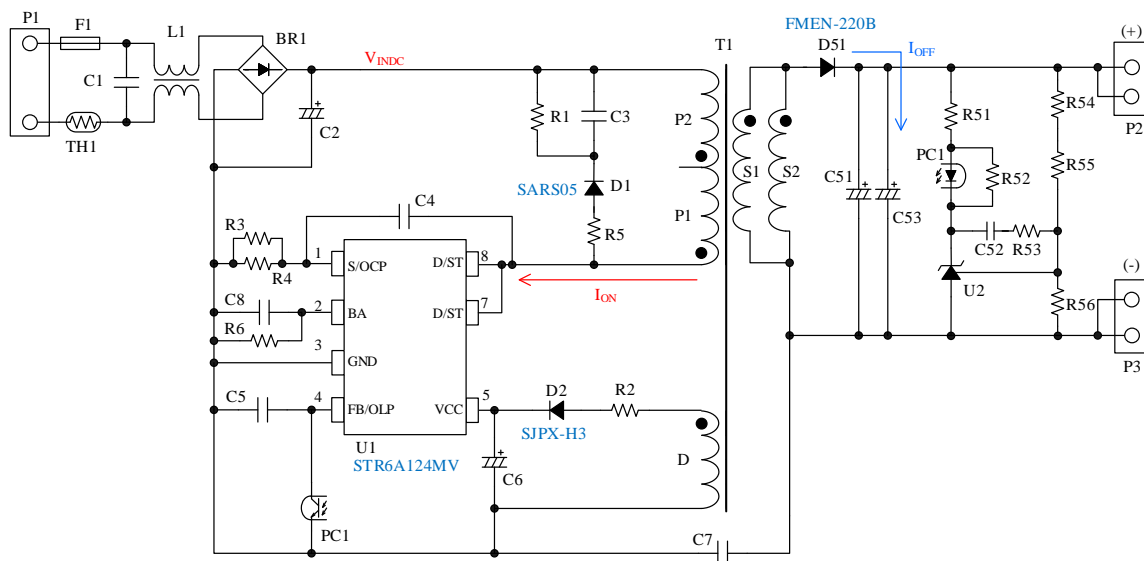 FMEN-220B
P1
F1
L1
BR1
V_INDC
T1
D51
I_OFF
(+)
C1
C2
R1
C3
P2
R51
R54
P2
TH1
SARS05
D1
S1
S2
C51
C53
PC1
R52
R55
C4
R5
P1
C52
R53
R3
R4
1
S/OCP
D/ST
8
I_ON
U2
(-)
C8
2
BA
D/ST
7
R56
R6
3
GND
P3
C5
4
FB/OLP
VCC
5
D2
R2
U1
SJPX-H3
STR6A124MV
C6
D
PC1
C7